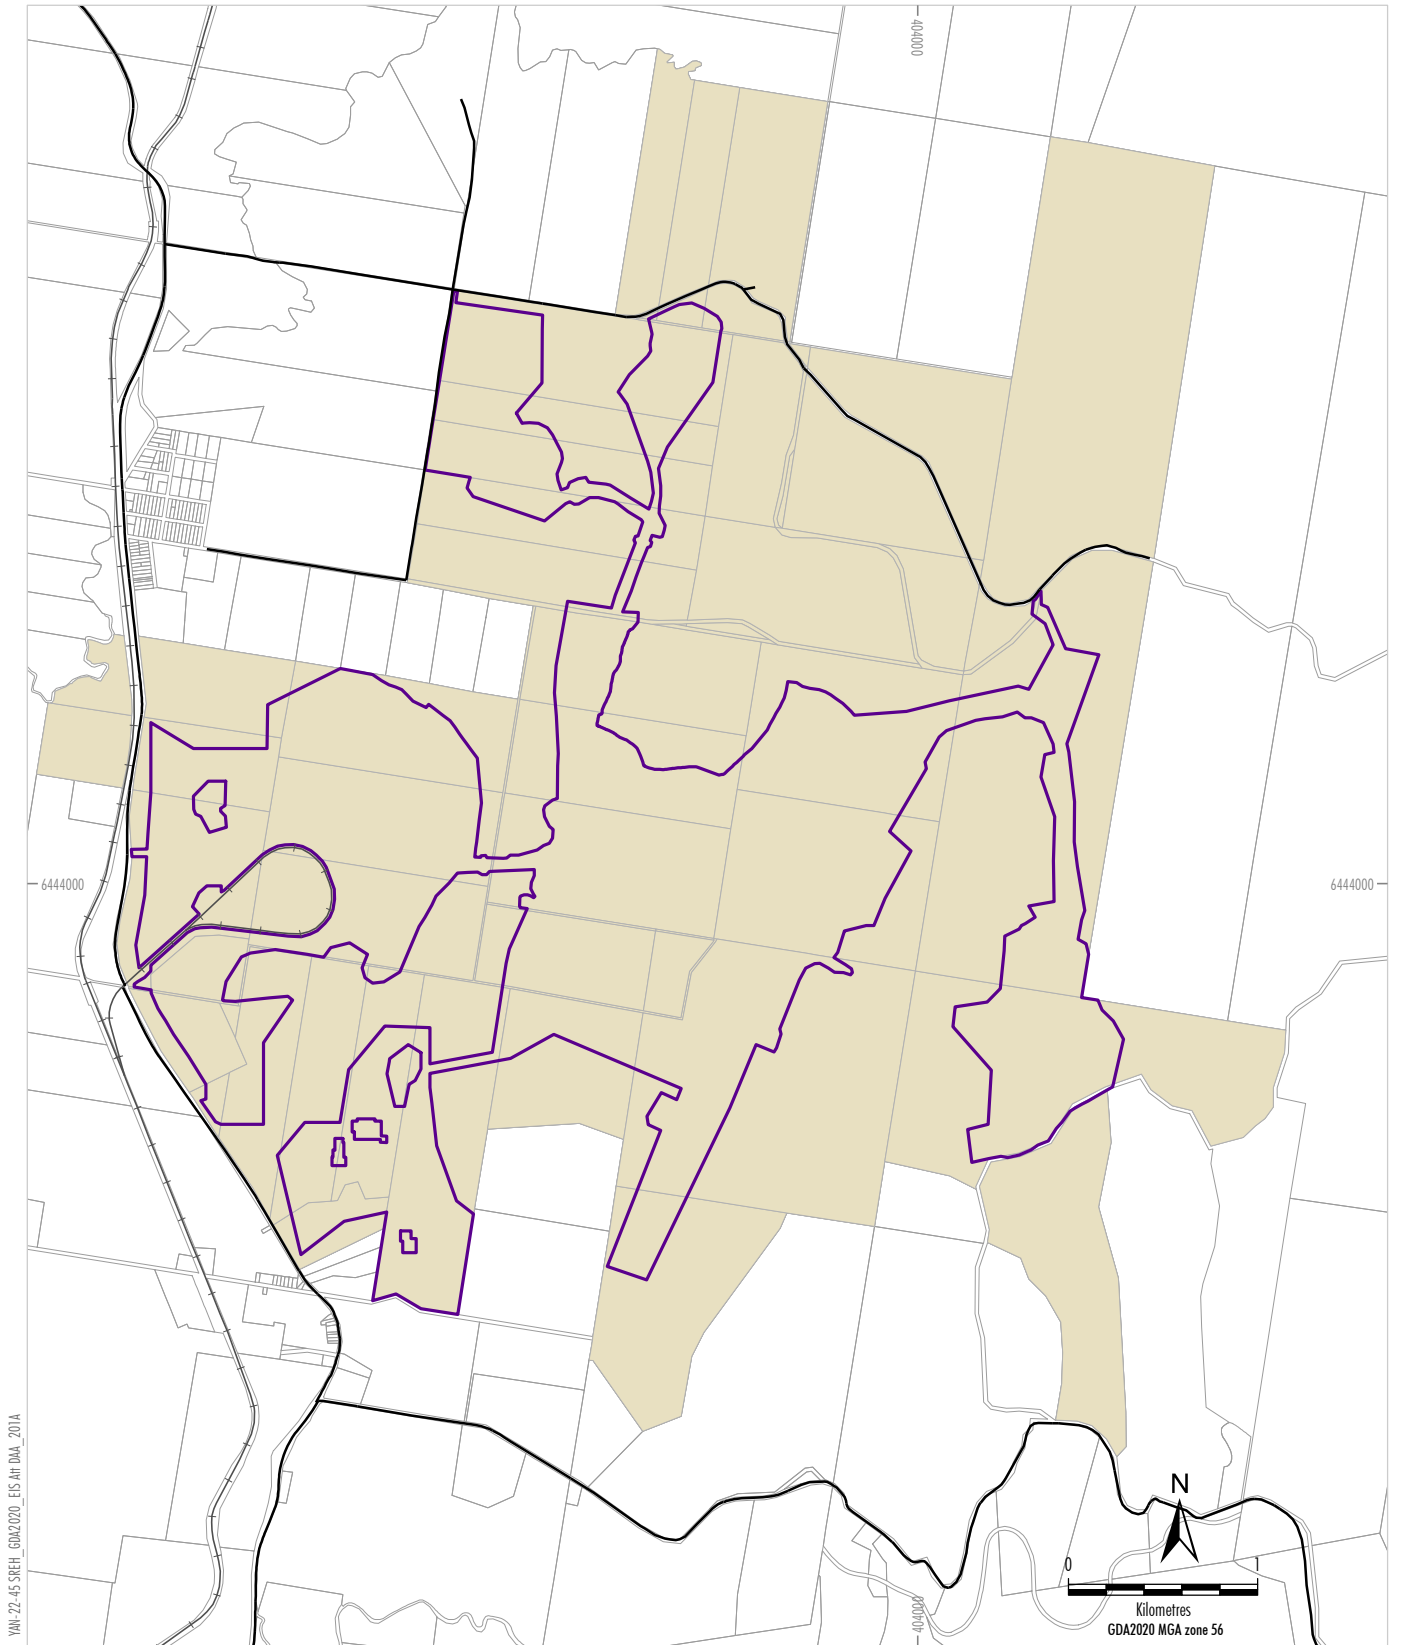 404000
6444000
6444000
N
0 1
Kilometres
GDA2020 MGA zone 56
404000
YAN-22-45 SREH_GDA2020_EIS Att DAA_201A